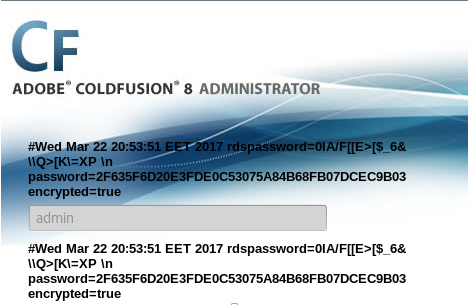 CF
ADOBE® COLDFUSION® 8 ADMINISTRATOR
#Wed Mar 22 20:53:51 EET 2017 rdspassword=0IA/F[[E>[$_6&
\\Q>[K\=XP \n
password=2F635F6D20E3FDE0C53075A84B68FB07DCEC9B03
encrypted=true
admin
#Wed Mar 22 20:53:51 EET 2017 rdspassword=0IA/F[[E>[$_6&
\\Q>[K\=XP \n
password=2F635F6D20E3FDE0C53075A84B68FB07DCEC9B03
encrypted=true